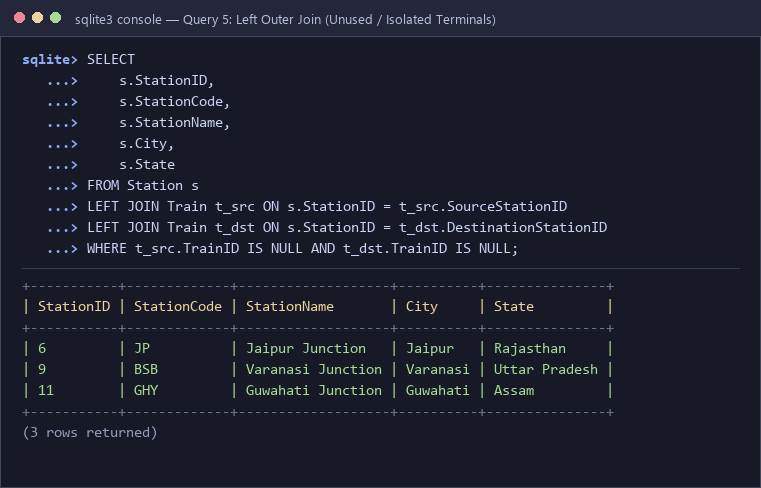 sqlite3 console — Query 5: Left Outer Join (Unused / Isolated Terminals)
sqlite> SELECT
   ...>     s.StationID,
   ...>     s.StationCode,
   ...>     s.StationName,
   ...>     s.City,
   ...>     s.State
   ...> FROM Station s
   ...> LEFT JOIN Train t_src ON s.StationID = t_src.SourceStationID
   ...> LEFT JOIN Train t_dst ON s.StationID = t_dst.DestinationStationID
   ...> WHERE t_src.TrainID IS NULL AND t_dst.TrainID IS NULL;
+-----------+-------------+-------------------+----------+---------------+
| StationID | StationCode | StationName       | City     | State         |
+-----------+-------------+-------------------+----------+---------------+
| 6         | JP          | Jaipur Junction   | Jaipur   | Rajasthan     |
| 9         | BSB         | Varanasi Junction | Varanasi | Uttar Pradesh |
| 11        | GHY         | Guwahati Junction | Guwahati | Assam         |
+-----------+-------------+-------------------+----------+---------------+
(3 rows returned)